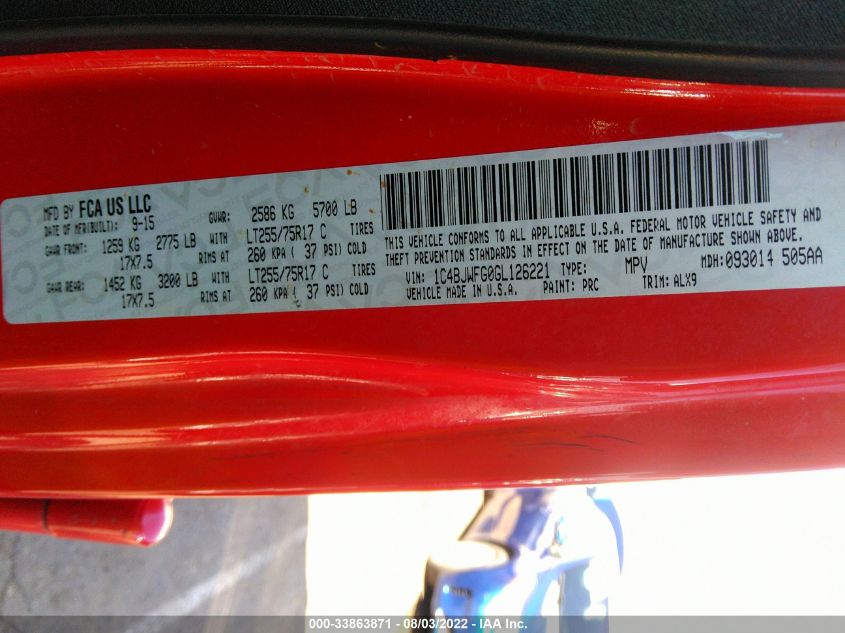 MFD BY FCA US LLC
DATE OF MFR(BUILT): 9-15 GVWR: 2586 KG 5700 LB
GAWR FRONT: 1259 KG 2775 LB WITH LT255/75R17 C TIRES
17X7.5 RIMS AT 260 KPA ( 37 PSI) COLD
GAWR REAR: 1452 KG 3200 LB WITH LT255/75R17 C TIRES
17X7.5 RIMS AT 260 KPA ( 37 PSI) COLD
THIS VEHICLE CONFORMS TO ALL APPLICABLE U.S.A. FEDERAL MOTOR VEHICLE SAFETY AND
THEFT PREVENTION STANDARDS IN EFFECT ON THE DATE OF MANUFACTURE SHOWN ABOVE.
VIN: 1C4BJWFG0GL126221 TYPE: MPV MDH:093014 505AA
MADE IN U.S.A. PAINT: PRC TRIM: ALX9
000-33863871 - 08/03/2022 - IAA Inc.